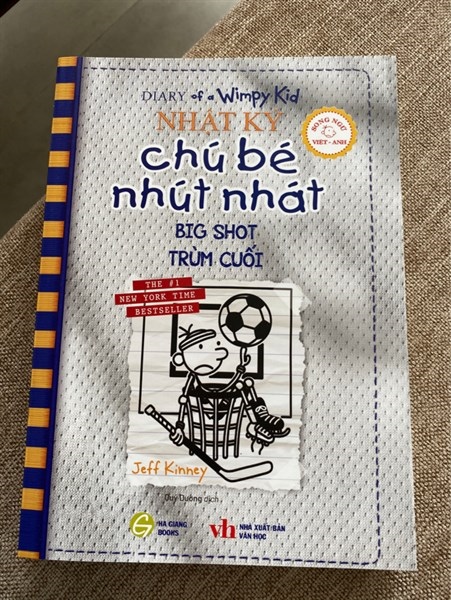 DIARY of a Wimpy Kid
NHẬT KÝ
SONG NGỮ
VIỆT - ANH
chú bé
nhút nhát
BIG SHOT
TRÙM CUỐI
THE #1
NEW YORK TIME
BESTSELLER
Jeff Kinney
Duy Dương dịch
HA GIANG
BOOKS
vh
NHÀ XUẤT BẢN
VĂN HỌC